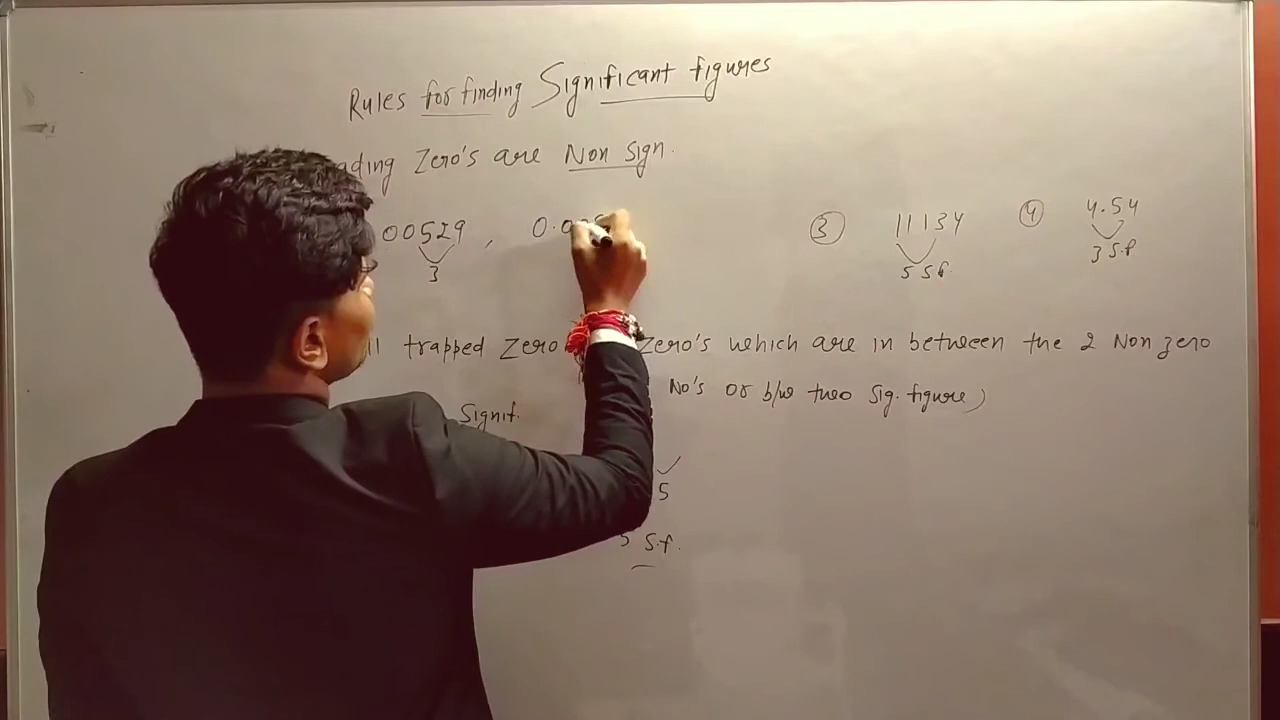 Rules for finding Significant figures
ading Zero's are Non Sign.
00529 , 0.00
3
③ 11134
5 S.f.
④ 4.54
3 S.f
ll trapped Zero Zero's which are in between the 2 Non zero
No's or b/w two Sig. figure)
Signif.
5
5 S.f.